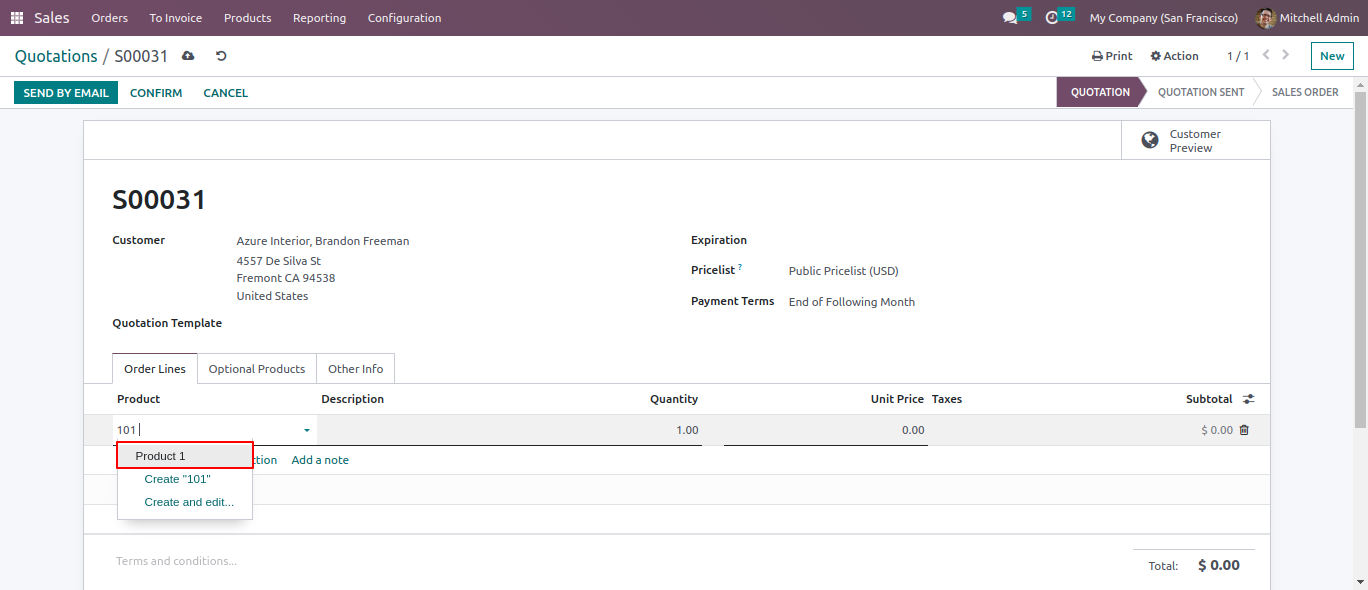 Sales Orders To Invoice Products Reporting Configuration 5 12 My Company (San Francisco) Mitchell Admin
Quotations / S00031 Print Action 1 / 1 New
SEND BY EMAIL CONFIRM CANCEL QUOTATION QUOTATION SENT SALES ORDER
Customer
Preview
S00031
Customer Azure Interior, Brandon Freeman
4557 De Silva St
Fremont CA 94538
United States
Quotation Template
Expiration
Pricelist ? Public Pricelist (USD)
Payment Terms End of Following Month
Order Lines Optional Products Other Info
Product Description Quantity Unit Price Taxes Subtotal
101 1.00 0.00 $ 0.00
Product 1
ction Add a note
Create "101"
Create and edit...
Terms and conditions...
Total: $ 0.00